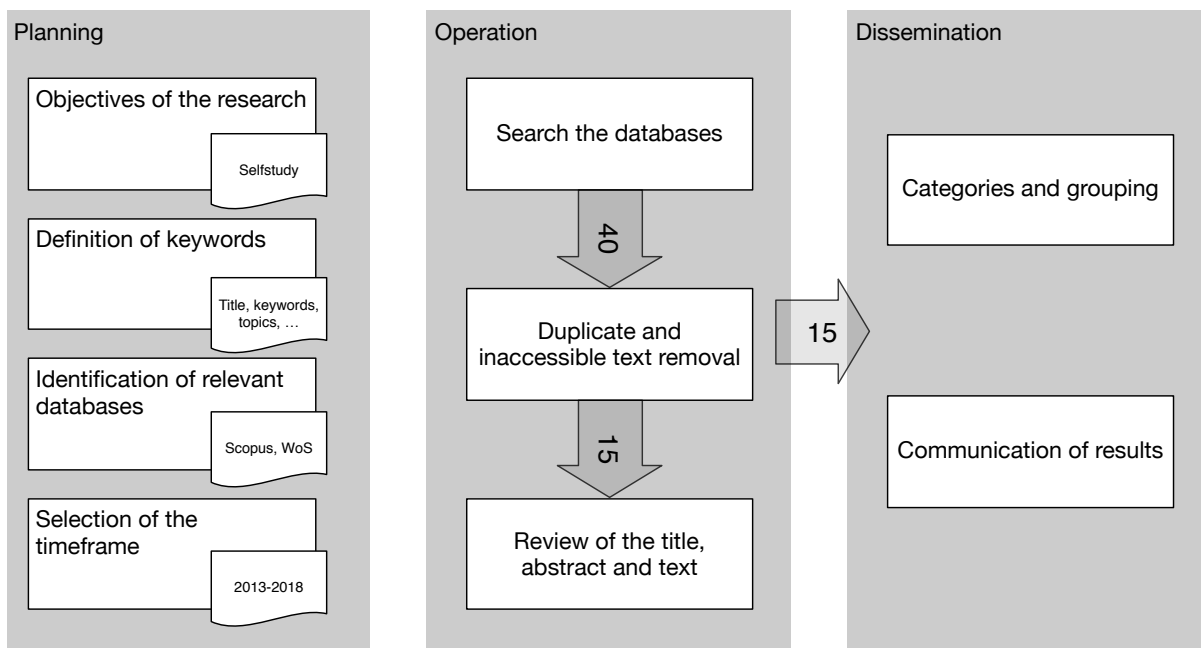 Planning
Objectives of the research
Selfstudy
Definition of keywords
Title, keywords,
topics, …
Identification of relevant
databases
Scopus, WoS
Selection of the
timeframe
2013-2018
Operation
Search the databases
40
Duplicate and
inaccessible text removal
15
Review of the title,
abstract and text
15
Dissemination
Categories and grouping
Communication of results